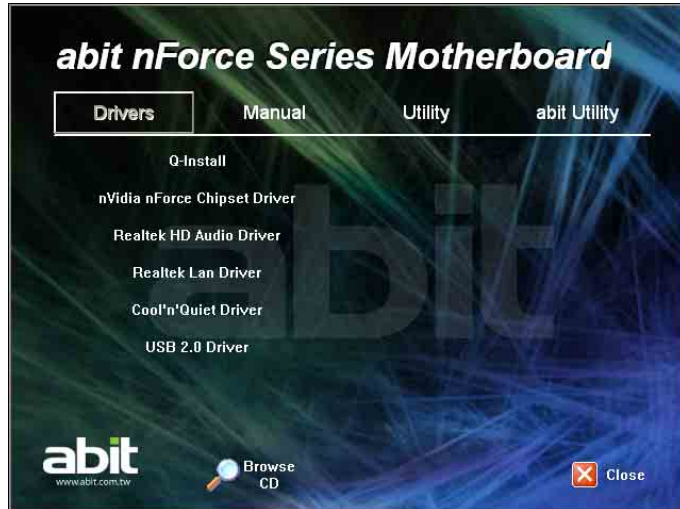 abit nForce Series Motherboard
Drivers Manual Utility abit Utility
Q-Install
nVidia nForce Chipset Driver
Realtek HD Audio Driver
Realtek Lan Driver
Cool'n'Quiet Driver
USB 2.0 Driver
abit
abit
www.abit.com.tw
Browse
CD
Close